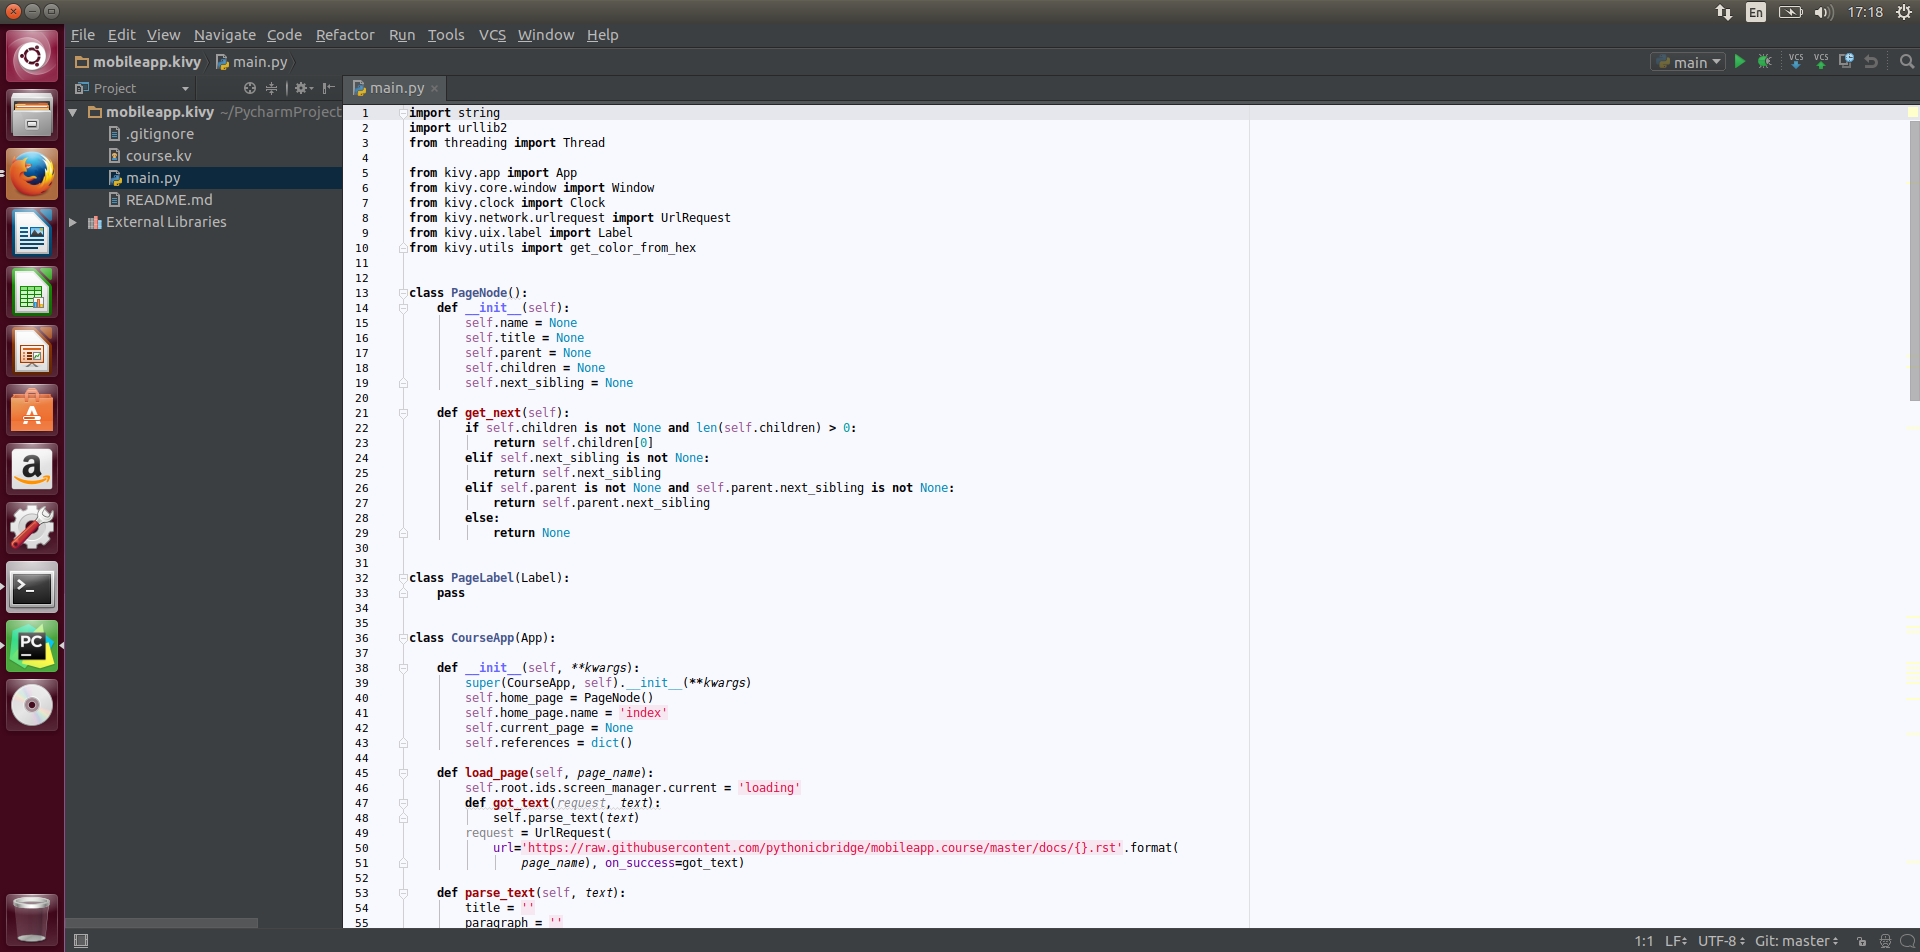 En 17:18
File Edit View Navigate Code Refactor Run Tools VCS Window Help
mobileapp.kivy main.py main VCS VCS
Project main.py
mobileapp.kivy ~/PycharmProject
.gitignore
course.kv
main.py
README.md
External Libraries
1 import string
2 import urllib2
3 from threading import Thread
4
5 from kivy.app import App
6 from kivy.core.window import Window
7 from kivy.clock import Clock
8 from kivy.network.urlrequest import UrlRequest
9 from kivy.uix.label import Label
10 from kivy.utils import get_color_from_hex
11
12
13 class PageNode():
14 def __init__(self):
15 self.name = None
16 self.title = None
17 self.parent = None
18 self.children = None
19 self.next_sibling = None
20
21 def get_next(self):
22 if self.children is not None and len(self.children) > 0:
23 return self.children[0]
24 elif self.next_sibling is not None:
25 return self.next_sibling
26 elif self.parent is not None and self.parent.next_sibling is not None:
27 return self.parent.next_sibling
28 else:
29 return None
30
31
32 class PageLabel(Label):
33 pass
34
35
36 class CourseApp(App):
37
38 def __init__(self, **kwargs):
39 super(CourseApp, self).__init__(**kwargs)
40 self.home_page = PageNode()
41 self.home_page.name = 'index'
42 self.current_page = None
43 self.references = dict()
44
45 def load_page(self, page_name):
46 self.root.ids.screen_manager.current = 'loading'
47 def got_text(request, text):
48 self.parse_text(text)
49 request = UrlRequest(
50 url='https://raw.githubusercontent.com/pythonicbridge/mobileapp.course/master/docs/{}.rst'.format(
51 page_name), on_success=got_text)
52
53 def parse_text(self, text):
54 title = ''
55 paragraph = ''
PC
a
1:1 LF UTF-8 Git: master